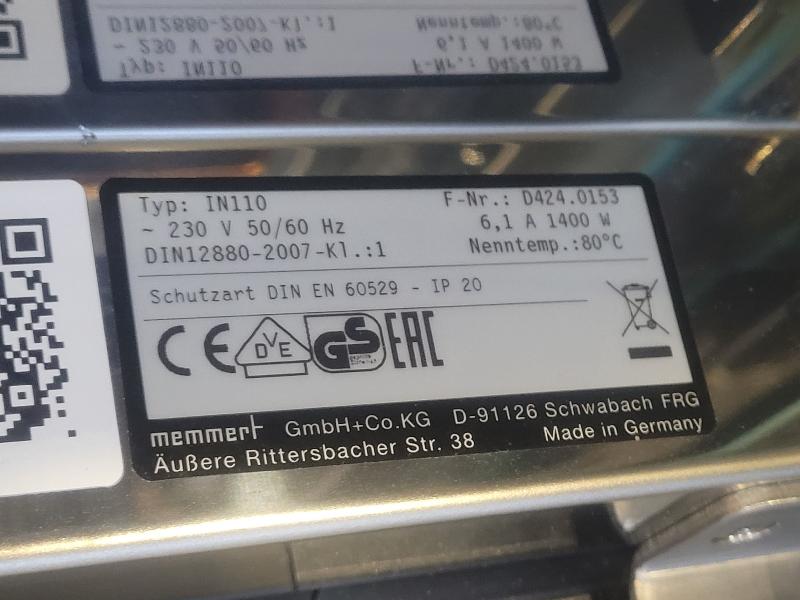 Typ: IN110 F-Nr.: D424.0153
~ 230 V 50/60 Hz 6,1 A 1400 W
DIN12880-2007-Kl.:1 Nenntemp.:80°C
Schutzart DIN EN 60529 - IP 20
CE DVE GS EAC
memmert GmbH+Co.KG D-91126 Schwabach FRG
Äußere Rittersbacher Str. 38 Made in Germany